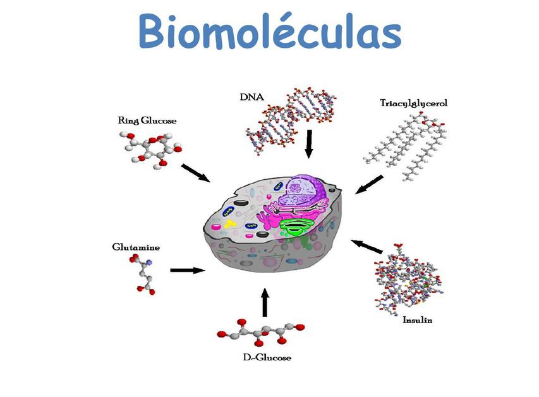 Biomoléculas
DNA
Triacylglycerol
Ring Glucose
Glutamine
Insulin
D-Glucose